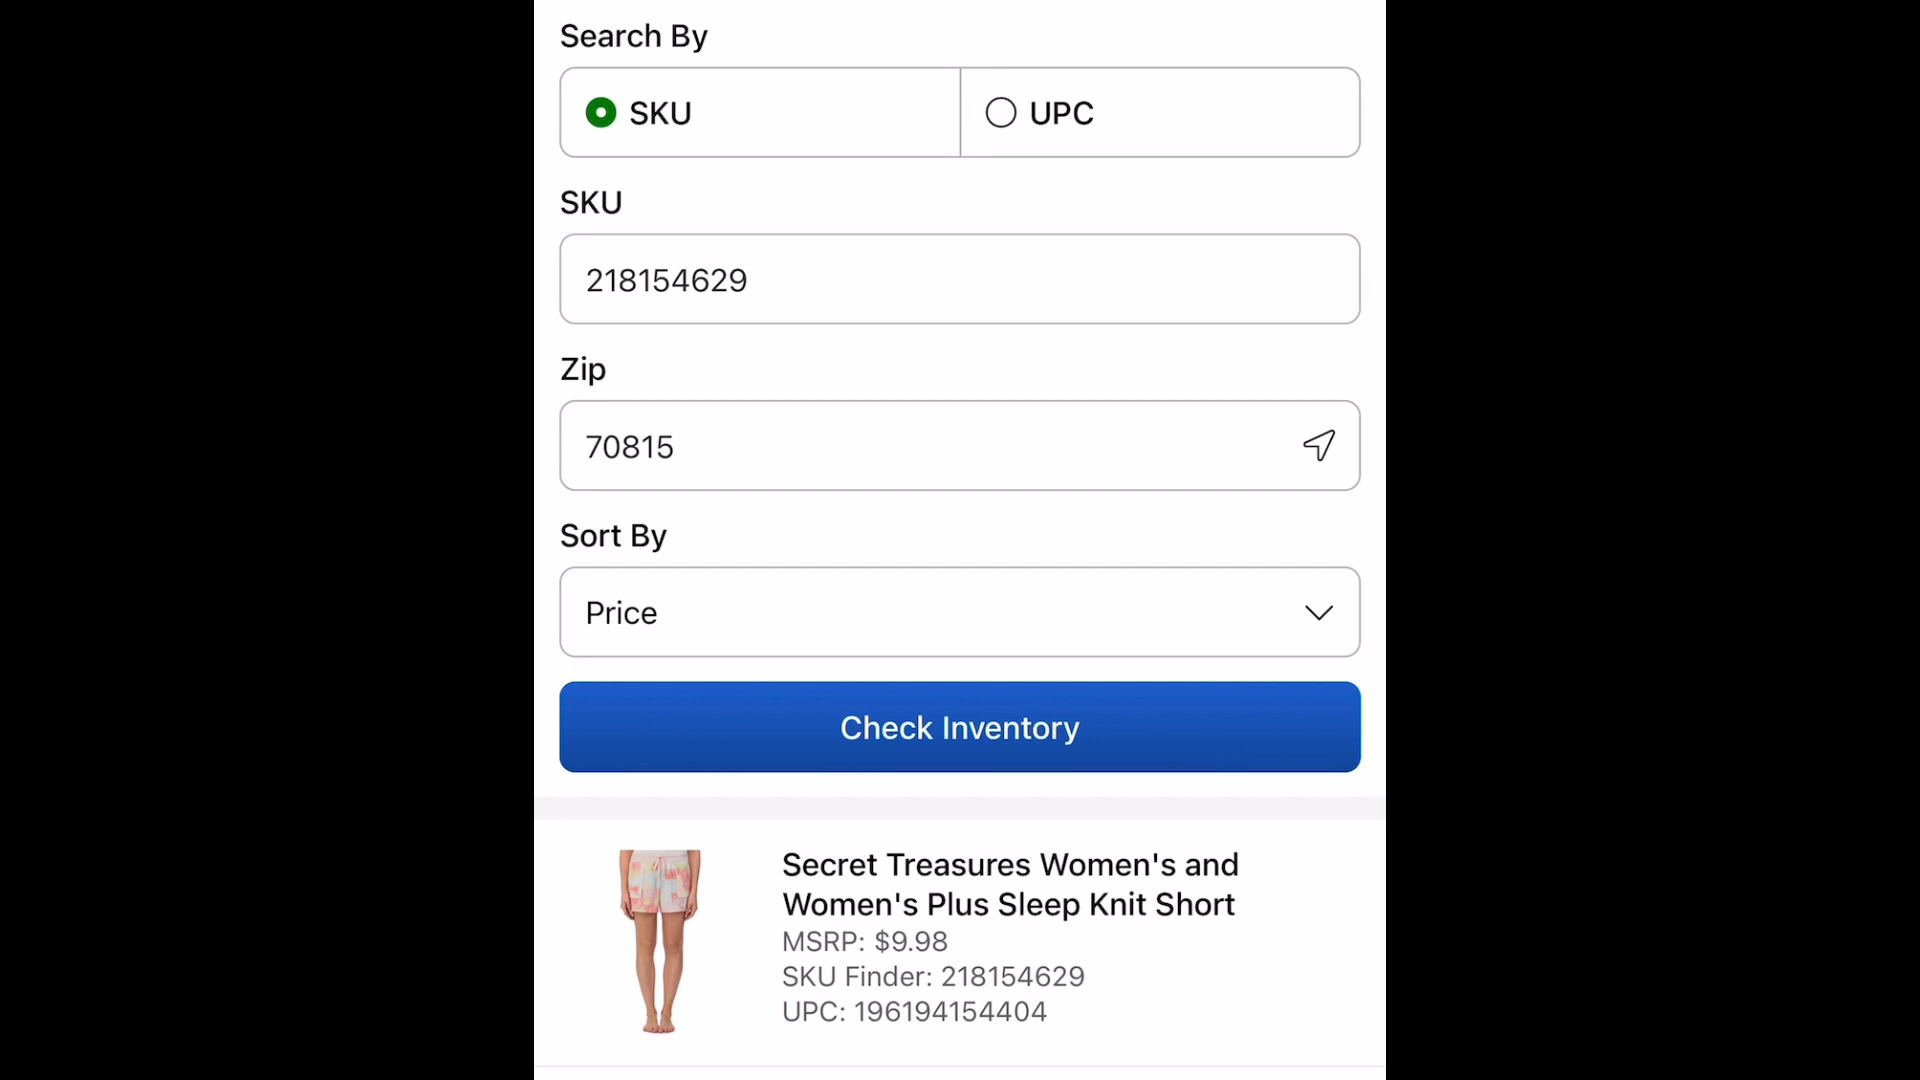 Search By
SKU
UPC
SKU
218154629
Zip
70815
Sort By
Price
Check Inventory
Secret Treasures Women's and
Women's Plus Sleep Knit Short
MSRP: $9.98
SKU Finder: 218154629
UPC: 196194154404